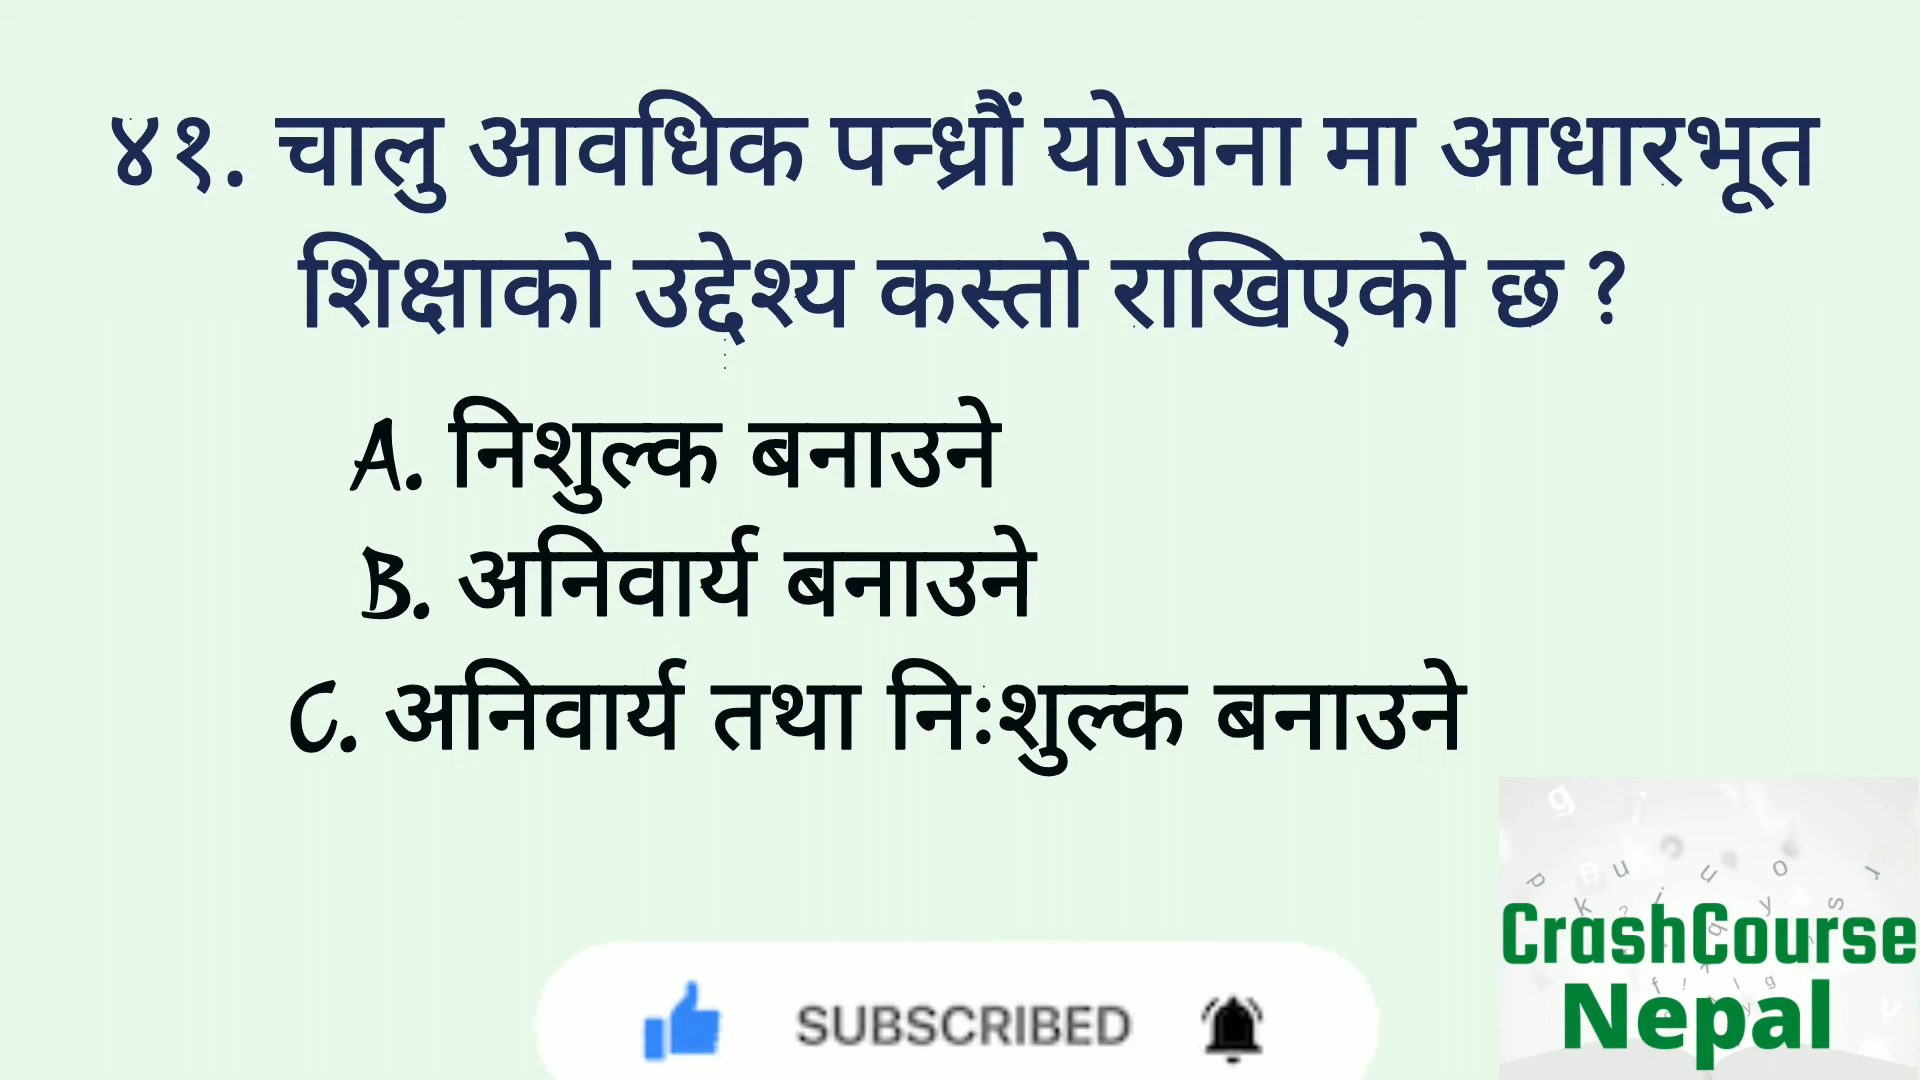 ४१. चालु आवधिक पन्ध्रौं योजना मा आधारभूत
शिक्षाको उद्देश्य कस्तो राखिएको छ ?
A. निशुल्क बनाउने
B. अनिवार्य बनाउने
C. अनिवार्य तथा निःशुल्क बनाउने
SUBSCRIBED
CrashCourse
Nepal